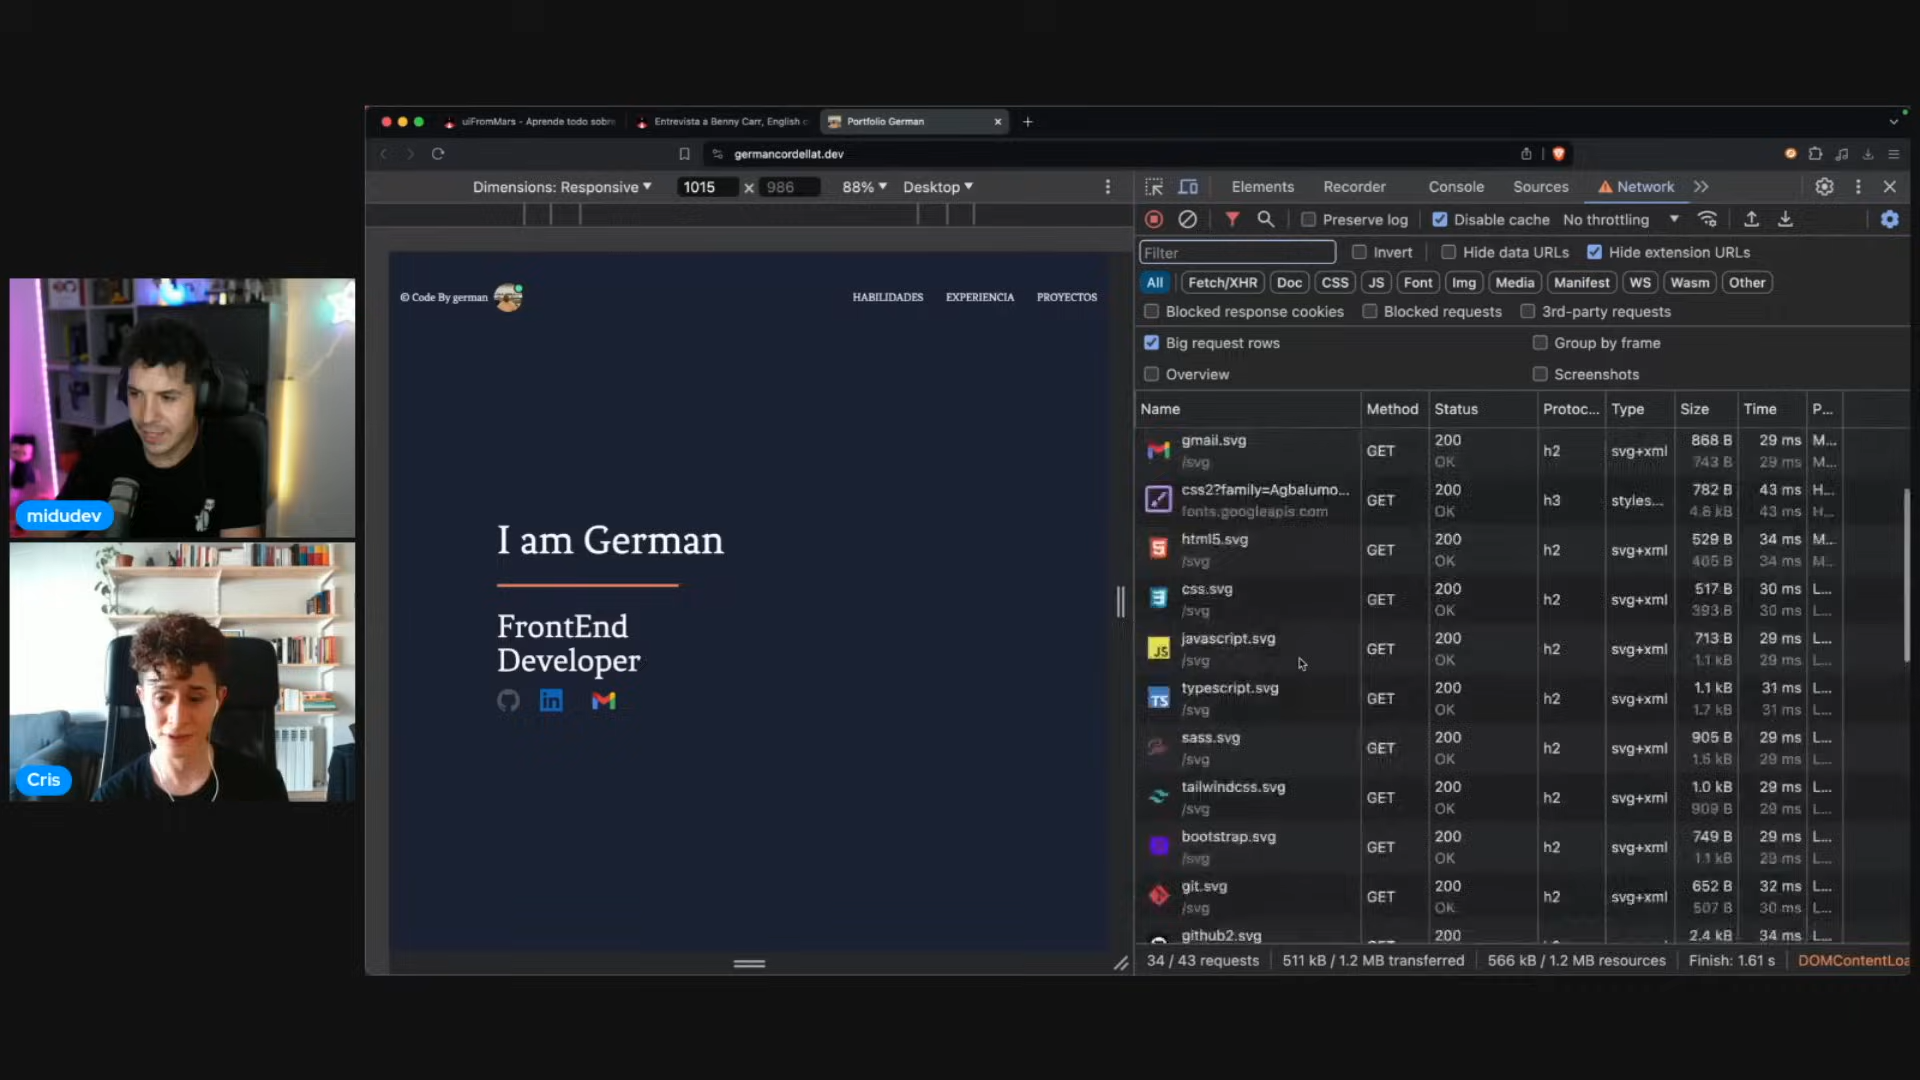 uiFromMars - Aprende todo sobre
Entrevista a Benny Carr, English c
Portfolio German
germancordellat.dev
Dimensions: Responsive
1015 x 986
88%
Desktop
Elements
Recorder
Console
Sources
Network
Preserve log
Disable cache
No throttling
Filter
Invert
Hide data URLs
Hide extension URLs
All
Fetch/XHR
Doc
CSS
JS
Font
Img
Media
Manifest
WS
Wasm
Other
Blocked response cookies
Blocked requests
3rd-party requests
Big request rows
Group by frame
Overview
Screenshots
© Code By german
HABILIDADES
EXPERIENCIA
PROYECTOS
I am German
FrontEnd
Developer
midudev
Cris
Name Method Status Protoc... Type Size Time P...
gmail.svg GET 200 h2 svg+xml 868 B 29 ms M...
/svg OK 743 B 29 ms M...
css2?family=Agbalumo... GET 200 h3 styles... 782 B 43 ms H...
fonts.googleapis.com OK 4.8 kB 43 ms H...
html5.svg GET 200 h2 svg+xml 529 B 34 ms M...
/svg OK 405 B 34 ms M...
css.svg GET 200 h2 svg+xml 517 B 30 ms L...
/svg OK 393 B 30 ms L...
javascript.svg GET 200 h2 svg+xml 713 B 29 ms L...
/svg OK 1.1 kB 29 ms L...
typescript.svg GET 200 h2 svg+xml 1.1 kB 31 ms L...
/svg OK 1.7 kB 31 ms L...
sass.svg GET 200 h2 svg+xml 905 B 29 ms L...
/svg OK 1.5 kB 29 ms L...
tailwindcss.svg GET 200 h2 svg+xml 1.0 kB 29 ms L...
/svg OK 909 B 29 ms L...
bootstrap.svg GET 200 h2 svg+xml 749 B 29 ms L...
/svg OK 1.1 kB 29 ms L...
git.svg GET 200 h2 svg+xml 652 B 32 ms L...
/svg OK 507 B 30 ms L...
github2.svg 200 2.4 kB 34 ms L...
34 / 43 requests
511 kB / 1.2 MB transferred
566 kB / 1.2 MB resources
Finish: 1.61 s
DOMContentLoa